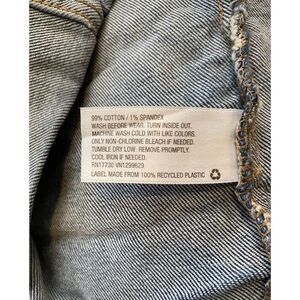 99% COTTON / 1% SPANDEX
WASH BEFORE WEAR, TURN INSIDE OUT.
MACHINE WASH COLD WITH LIKE COLORS.
ONLY NON-CHLORINE BLEACH IF NEEDED.
TUMBLE DRY LOW. REMOVE PROMPTLY.
COOL IRON IF NEEDED.
RN17730 VN1299629
LABEL MADE FROM 100% RECYCLED PLASTIC